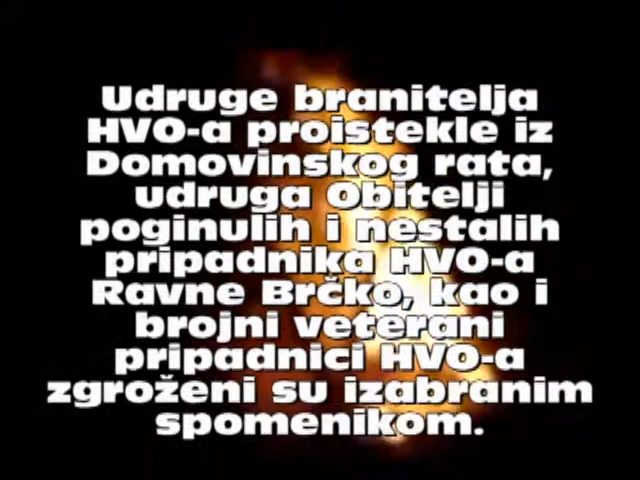 Udruge branitelja
HVO-a proistekle iz
Domovinskog rata,
udruga Obitelji
poginulih i nestalih
pripadnika HVO-a
Ravne Brčko, kao i
brojni veterani
pripadnici HVO-a
zgroženi su izabranim
spomenikom.